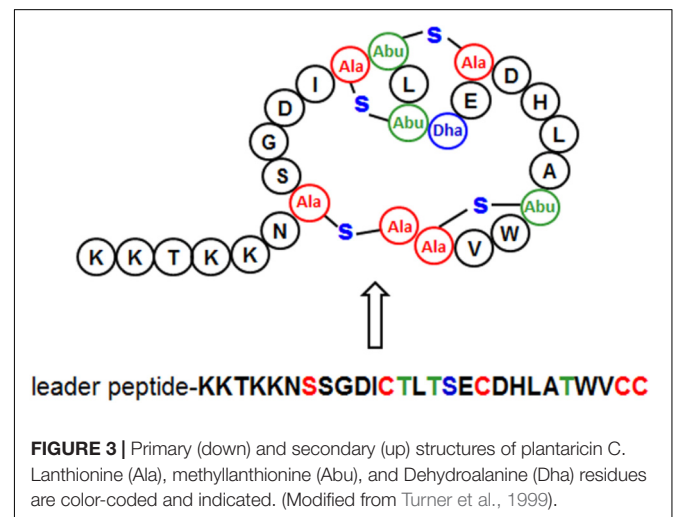 Abu S
Ala Ala D
I L E H
D S Abu Dha L
G
S A
Ala S Abu
N S Ala W
K K T K K Ala V
leader peptide-KKTKKNSSGDICTLTSECDHLATWVCC
FIGURE 3 | Primary (down) and secondary (up) structures of plantaricin C.
Lanthionine (Ala), methyllanthionine (Abu), and Dehydroalanine (Dha) residues
are color-coded and indicated. (Modified from Turner et al., 1999).